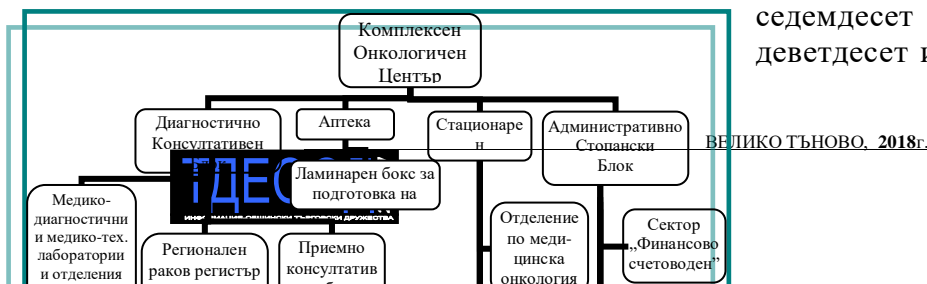 седемдесет
деветдесет и
Комплексен
Онкологичен
Център
Диагностично
Консултативен
Аптека
Стационаре
н
Административно
Стопански
Блок
ВЕЛИКО ТЪНОВО, 2018г.
Ламинарен бокс за
подготовка на
Медико-
диагностични
и медико-тех.
лаборатории
и отделения
Регионален
раков регистър
Приемно
консултатив
Отделение
по меди-
цинска
онкология
Сектор
„Финансово
счетоводен”